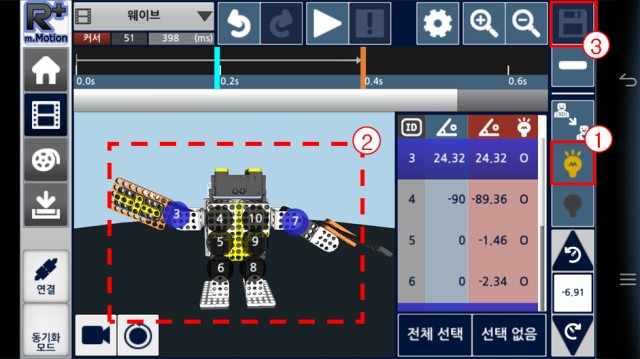 R+
m.Motion
웨이브
커서 51 398 (ms)
③
0.0s 0.2s 0.4s 0.6s
②
①
ID
3 24.32 24.32 O
4 -90 -89.36 O
5 0 -1.46 O
6 0 -2.34 O
3 4 10 7
5 9
6 8
연결
-6.91
동기화
모드
전체 선택 선택 없음